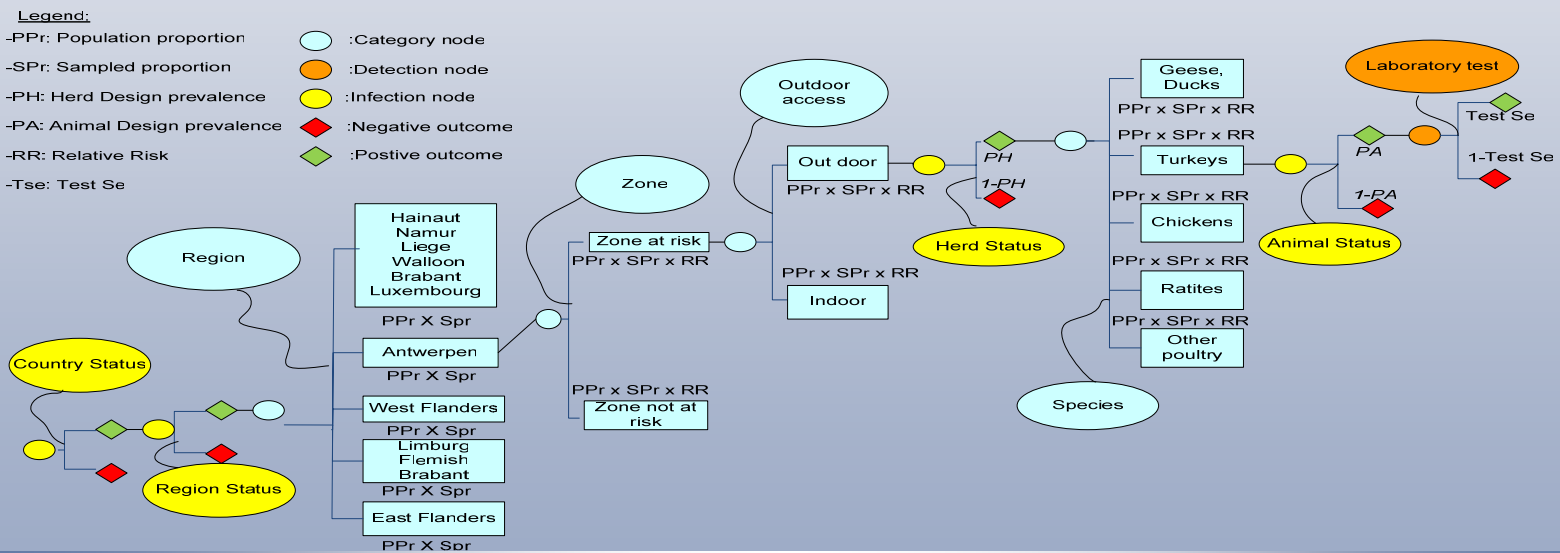 Legend:
-PPr: Population proportion
-SPr: Sampled proportion
-PH: Herd Design prevalence
-PA: Animal Design prevalence
-RR: Relative Risk
-Tse: Test Se
:Category node
:Detection node
:Infection node
:Negative outcome
:Postive outcome
Country Status
Region Status
Region
Hainaut
Namur
Liege
Walloon
Brabant
Luxembourg
PPr X Spr
Antwerpen
PPr X Spr
West Flanders
PPr X Spr
Limburg
Flemish
Brabant
PPr X Spr
East Flanders
PPr X Spr
Zone
Zone at risk
PPr x SPr x RR
PPr x SPr x RR
Zone not at
risk
Outdoor
access
Out door
PPr x SPr x RR
PPr x SPr x RR
Indoor
PH
1-PH
Herd Status
Geese,
Ducks
PPr x SPr x RR
PPr x SPr x RR
Turkeys
PPr x SPr x RR
Chickens
PPr x SPr x RR
Ratites
PPr x SPr x RR
Other
poultry
Species
Animal Status
PA
1-PA
Laboratory test
Test Se
1-Test Se